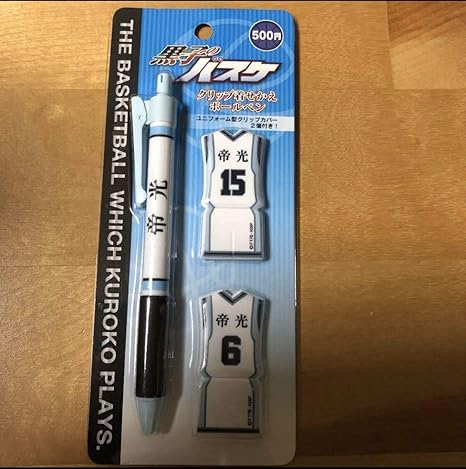 THE BASKETBALL WHICH KUROKO PLAYS.
500円
黒子の
バスケ
クリップ着せかえ
ボールペン
ユニフォーム型クリップカバー
2個付き!
帝光
帝光
15
帝光
6